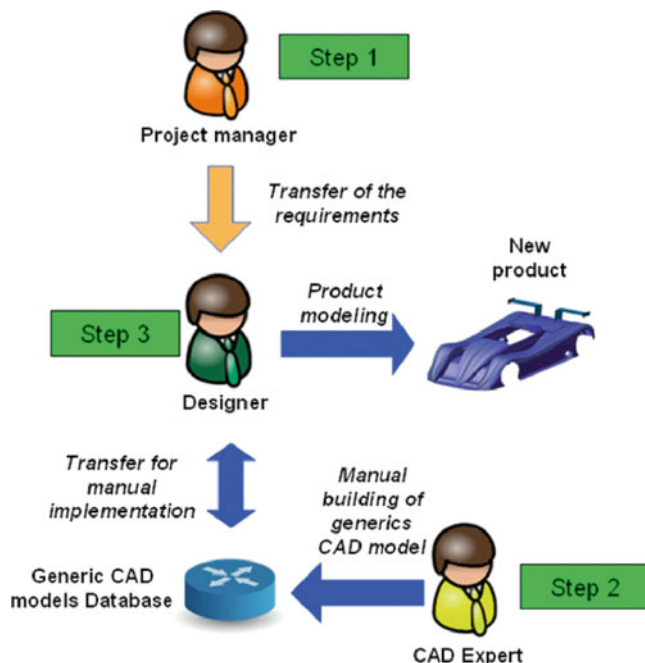 Step 1
Project manager
Transfer of the
requirements
New
product
Product
modeling
Step 3
Designer
Transfer for
manual
implementation
Manual
building of
generics
CAD model
Generic CAD
models Database
Step 2
CAD Expert